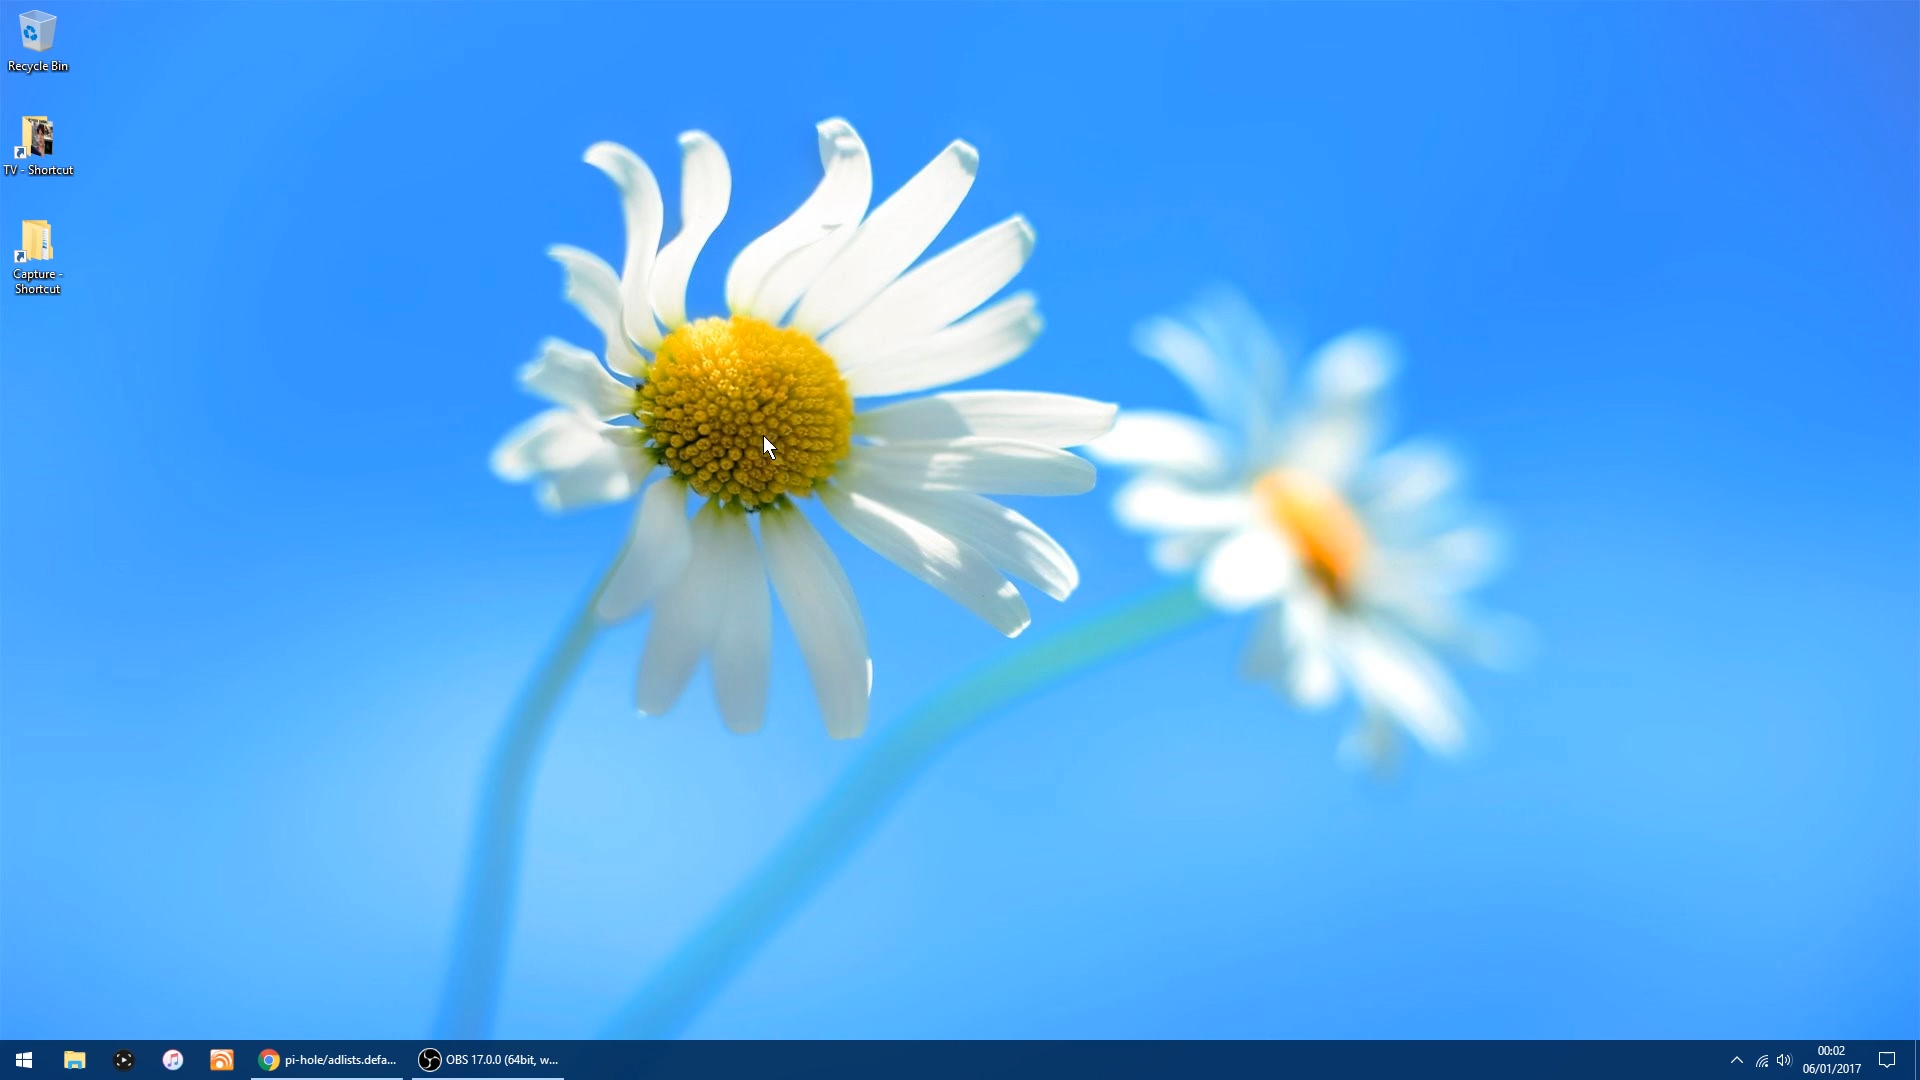 Recycle Bin
TV - Shortcut
Capture -
Shortcut
pi-hole/adlists.defa...
OBS 17.0.0 (64bit, w...
00:02
06/01/2017